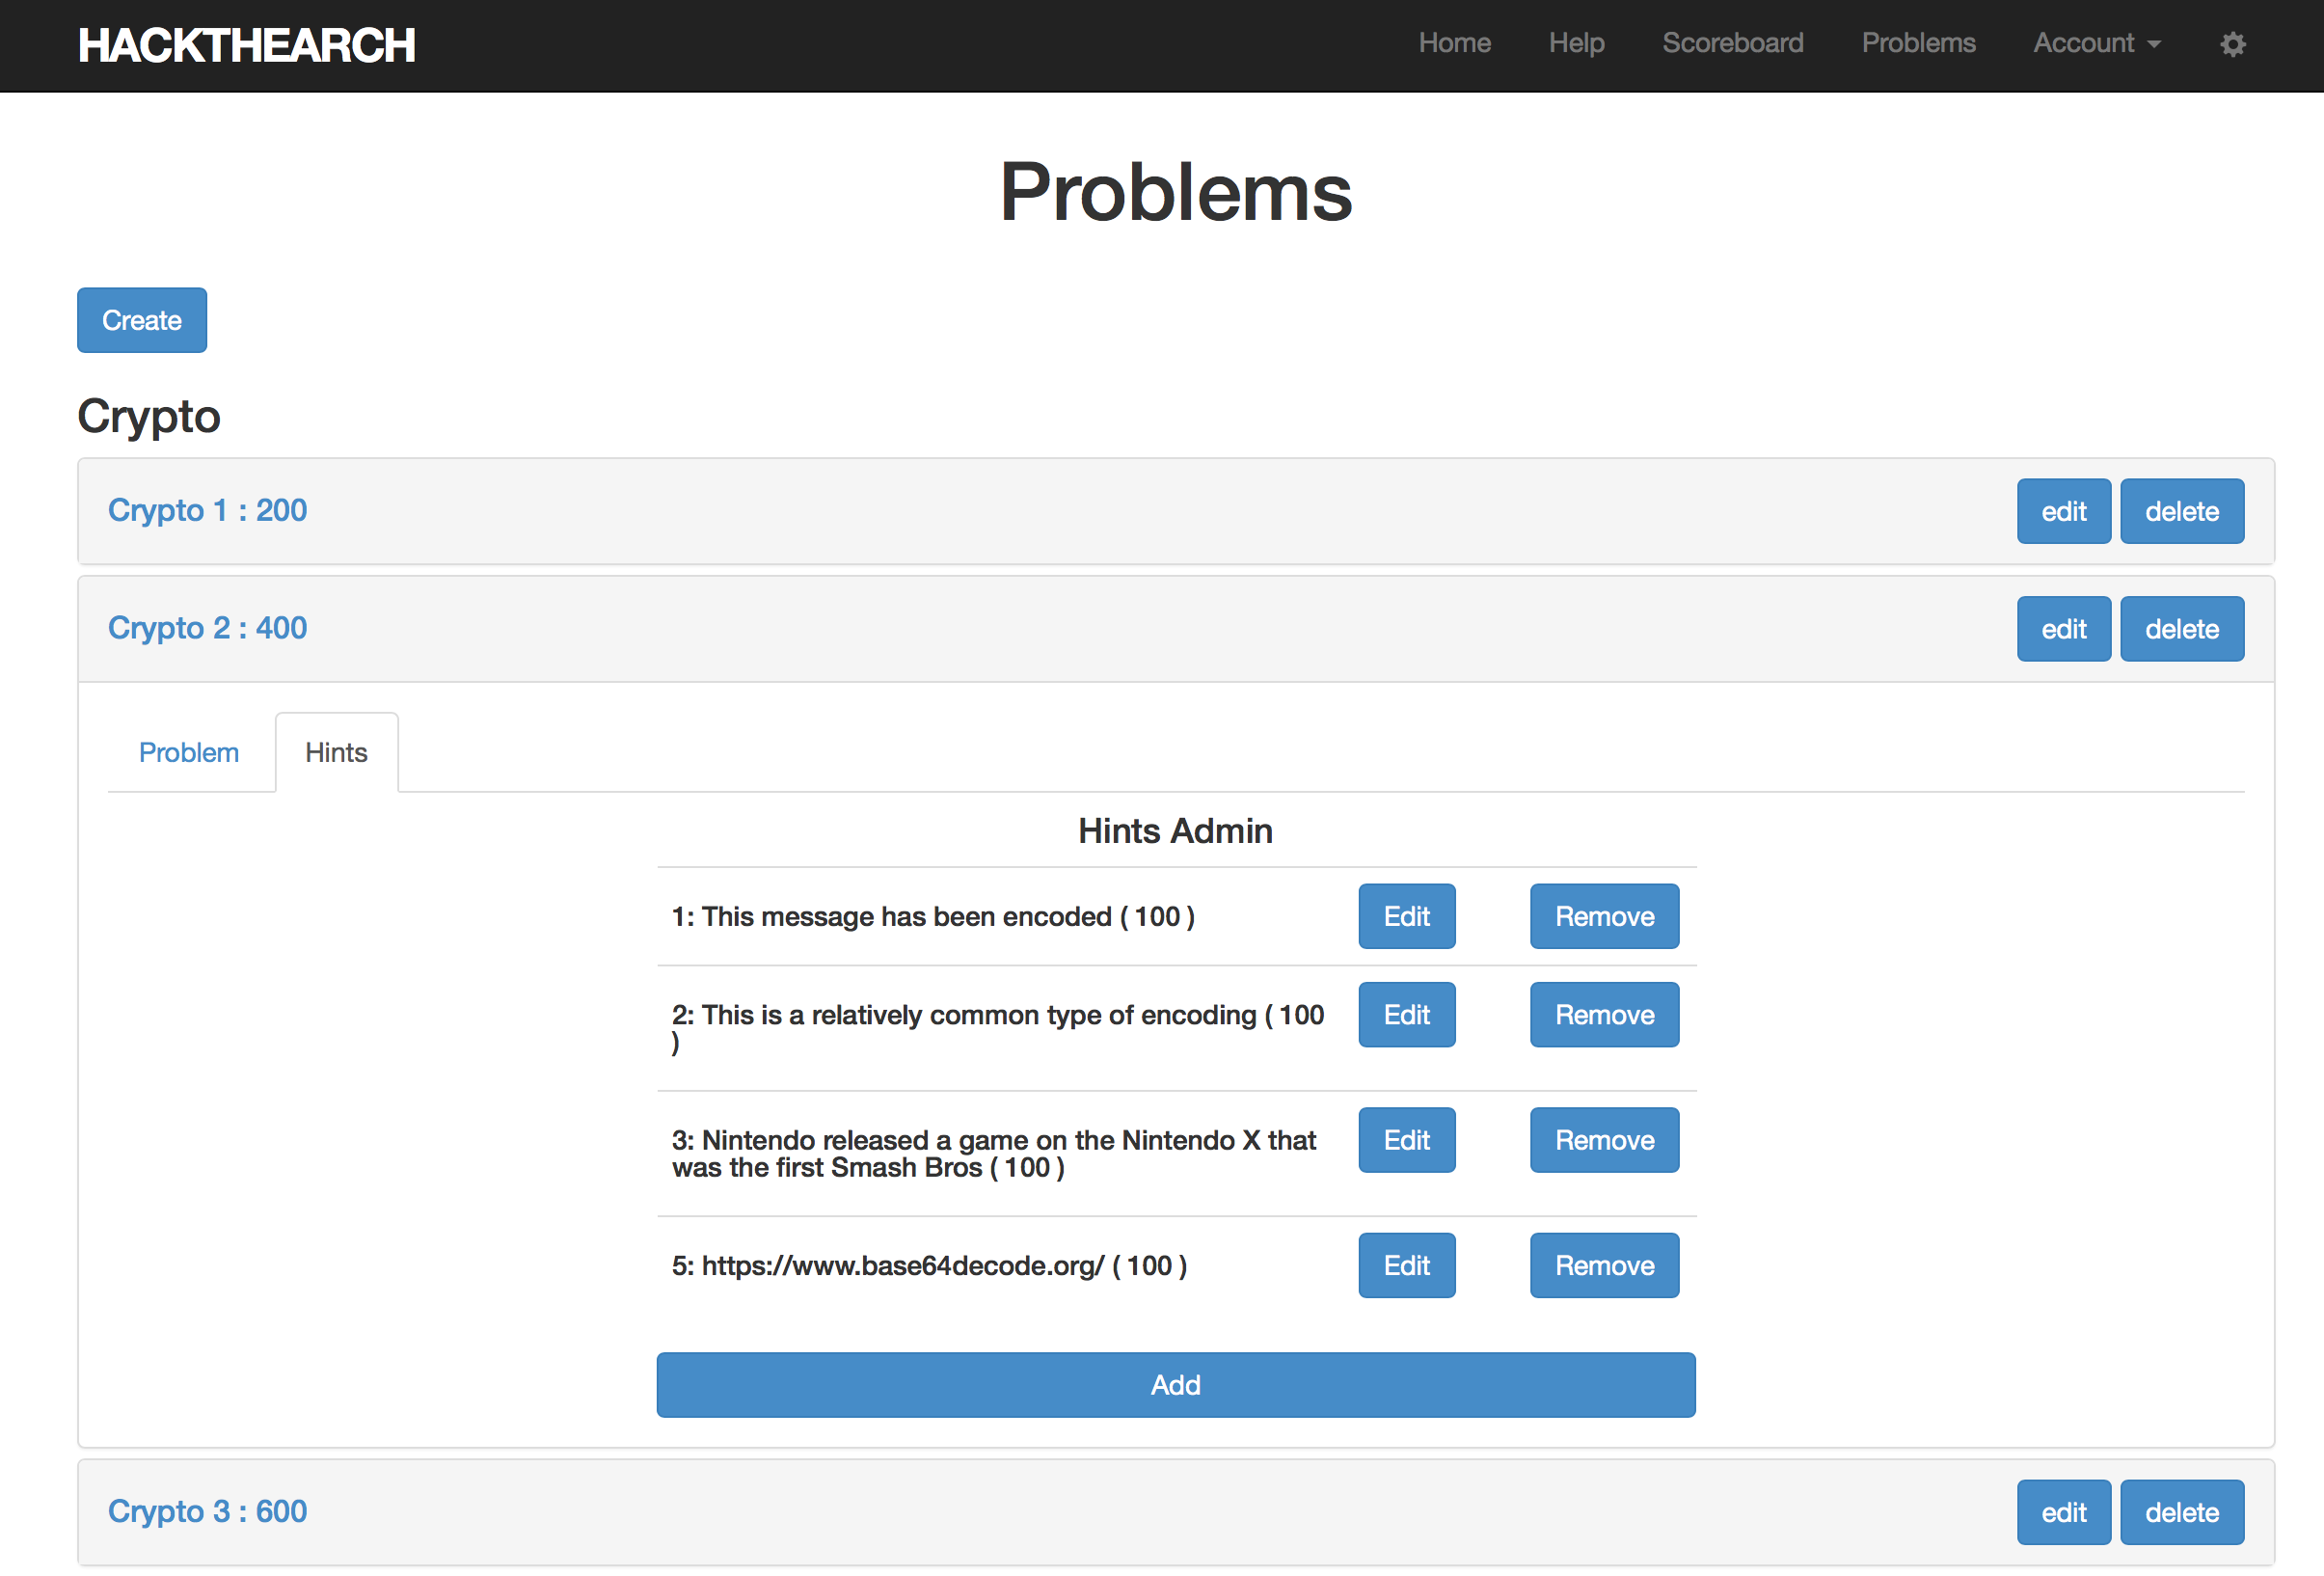 HACKTHEARCH
Home Help Scoreboard Problems Account
Problems
Create
Crypto
Crypto 1 : 200 edit delete
Crypto 2 : 400 edit delete
Problem Hints
Hints Admin
1: This message has been encoded ( 100 ) Edit Remove
2: This is a relatively common type of encoding ( 100 Edit Remove
)
3: Nintendo released a game on the Nintendo X that Edit Remove
was the first Smash Bros ( 100 )
5: https://www.base64decode.org/ ( 100 ) Edit Remove
Add
Crypto 3 : 600 edit delete